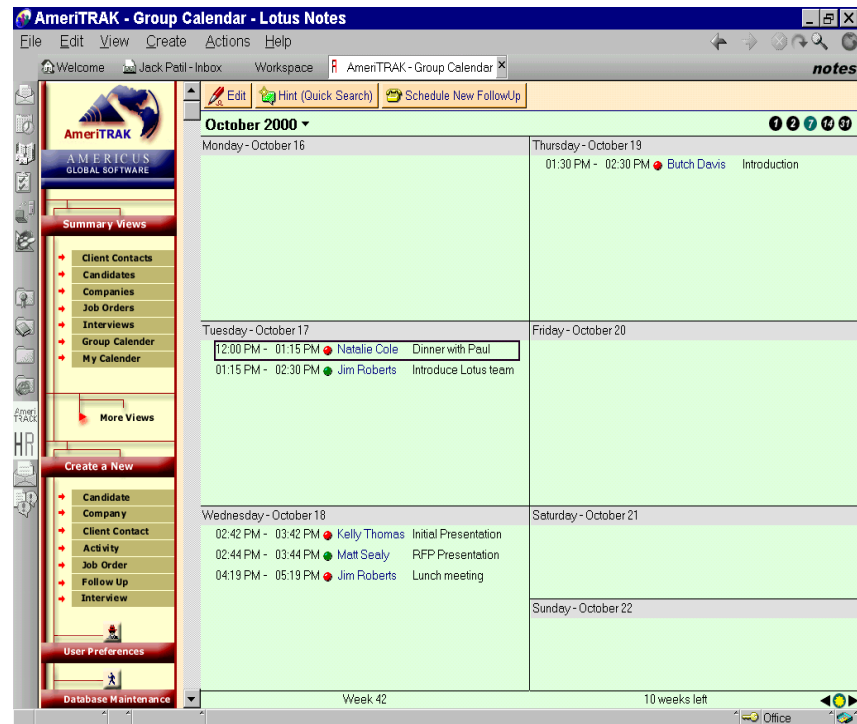 AmeriTRAK - Group Calendar - Lotus Notes
File Edit View Create Actions Help
Welcome Jack Patil - Inbox Workspace AmeriTRAK - Group Calendar notes
Edit Hint (Quick Search) Schedule New FollowUp
October 2000
1 2 7 14 31
AmeriTRAK
AMERICUS
GLOBAL SOFTWARE
Summary Views
Client Contacts
Candidates
Companies
Job Orders
Interviews
Group Calender
My Calender
More Views
Ameri
TRACK
HR
Create a New
Candidate
Company
Client Contact
Activity
Job Order
Follow Up
Interview
User Preferences
Database Maintenance
Monday - October 16
Tuesday - October 17
12:00 PM - 01:15 PM Natalie Cole Dinner with Paul
01:15 PM - 02:30 PM Jim Roberts Introduce Lotus team
Wednesday - October 18
02:42 PM - 03:42 PM Kelly Thomas Initial Presentation
02:44 PM - 03:44 PM Matt Sealy RFP Presentation
04:19 PM - 05:19 PM Jim Roberts Lunch meeting
Thursday - October 19
01:30 PM - 02:30 PM Butch Davis Introduction
Friday - October 20
Saturday - October 21
Sunday - October 22
Week 42 10 weeks left
Office